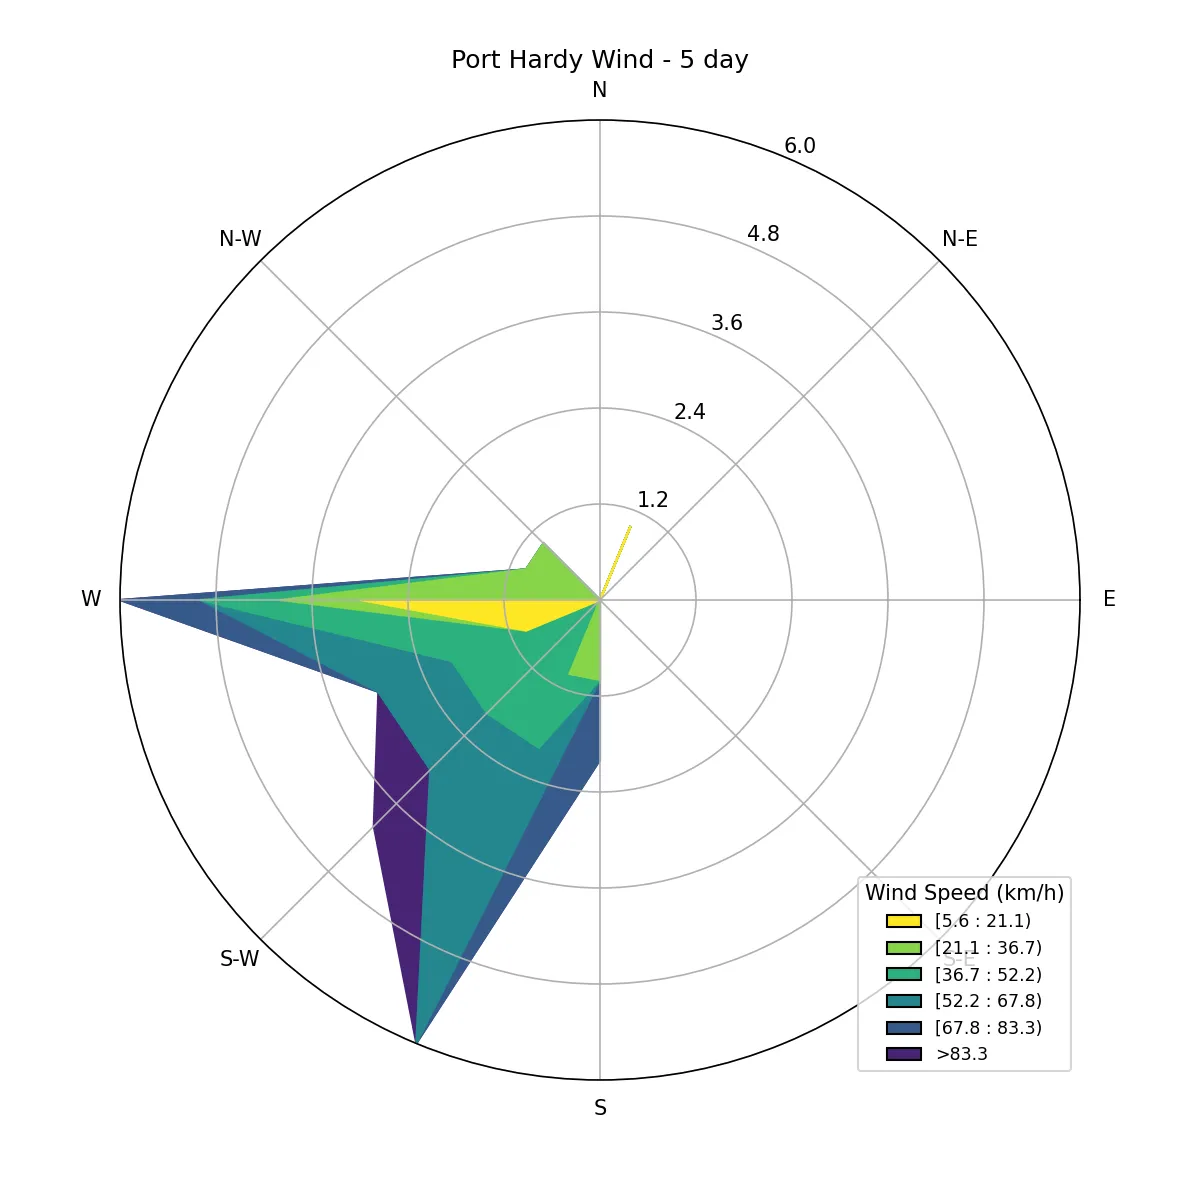 Port Hardy Wind - 5 day
N
6.0
N-W
N-E
4.8
3.6
2.4
1.2
W
E
S-W
S-E
S
Wind Speed (km/h)
[5.6 : 21.1)
[21.1 : 36.7)
[36.7 : 52.2)
[52.2 : 67.8)
[67.8 : 83.3)
>83.3